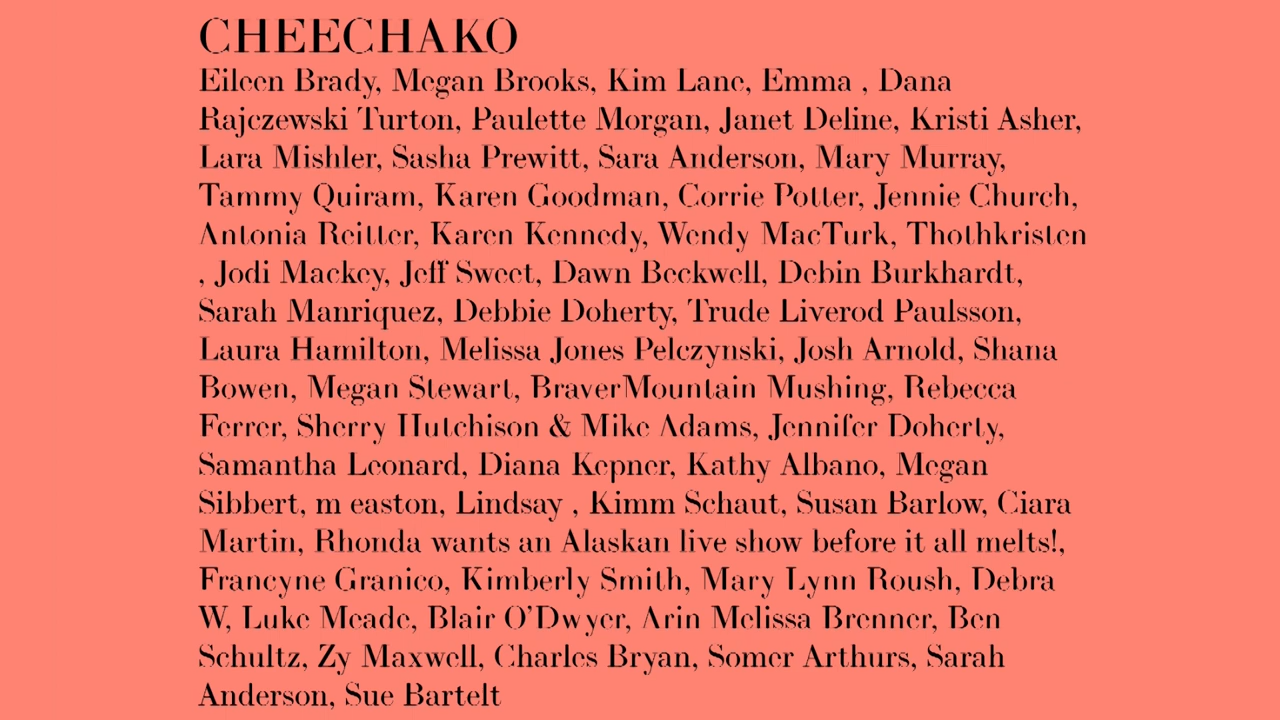 CHEECHAKO
Eileen Brady, Megan Brooks, Kim Lane, Emma , Dana
Rajczewski Turton, Paulette Morgan, Janet Deline, Kristi Asher,
Lara Mishler, Sasha Prewitt, Sara Anderson, Mary Murray,
Tammy Quiram, Karen Goodman, Corrie Potter, Jennie Church,
Antonia Reitter, Karen Kennedy, Wendy MacTurk, Thothkristen
, Jodi Mackey, Jeff Sweet, Dawn Beckwell, Debin Burkhardt,
Sarah Manriquez, Debbie Doherty, Trude Liverod Paulsson,
Laura Hamilton, Melissa Jones Pelczynski, Josh Arnold, Shana
Bowen, Megan Stewart, BraverMountain Mushing, Rebecca
Ferrer, Sherry Hutchison & Mike Adams, Jennifer Doherty,
Samantha Leonard, Diana Kepner, Kathy Albano, Megan
Sibbert, m easton, Lindsay , Kimm Schaut, Susan Barlow, Ciara
Martin, Rhonda wants an Alaskan live show before it all melts!,
Francyne Granico, Kimberly Smith, Mary Lynn Roush, Debra
W, Luke Meade, Blair O’Dwyer, Arin Melissa Brenner, Ben
Schultz, Zy Maxwell, Charles Bryan, Somer Arthurs, Sarah
Anderson, Sue Bartelt